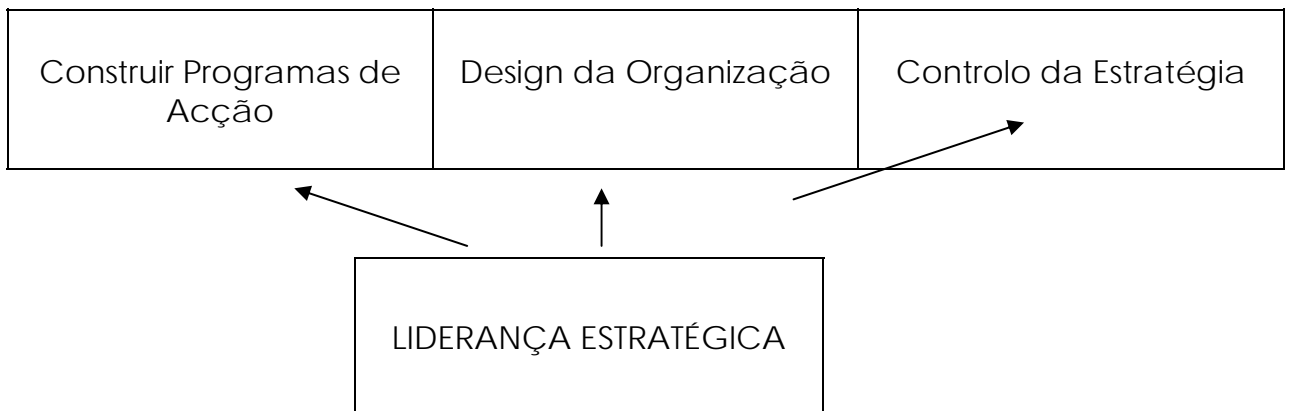 Construir Programas de
Acção
Design da Organização
Controlo da Estratégia
LIDERANÇA ESTRATÉGICA